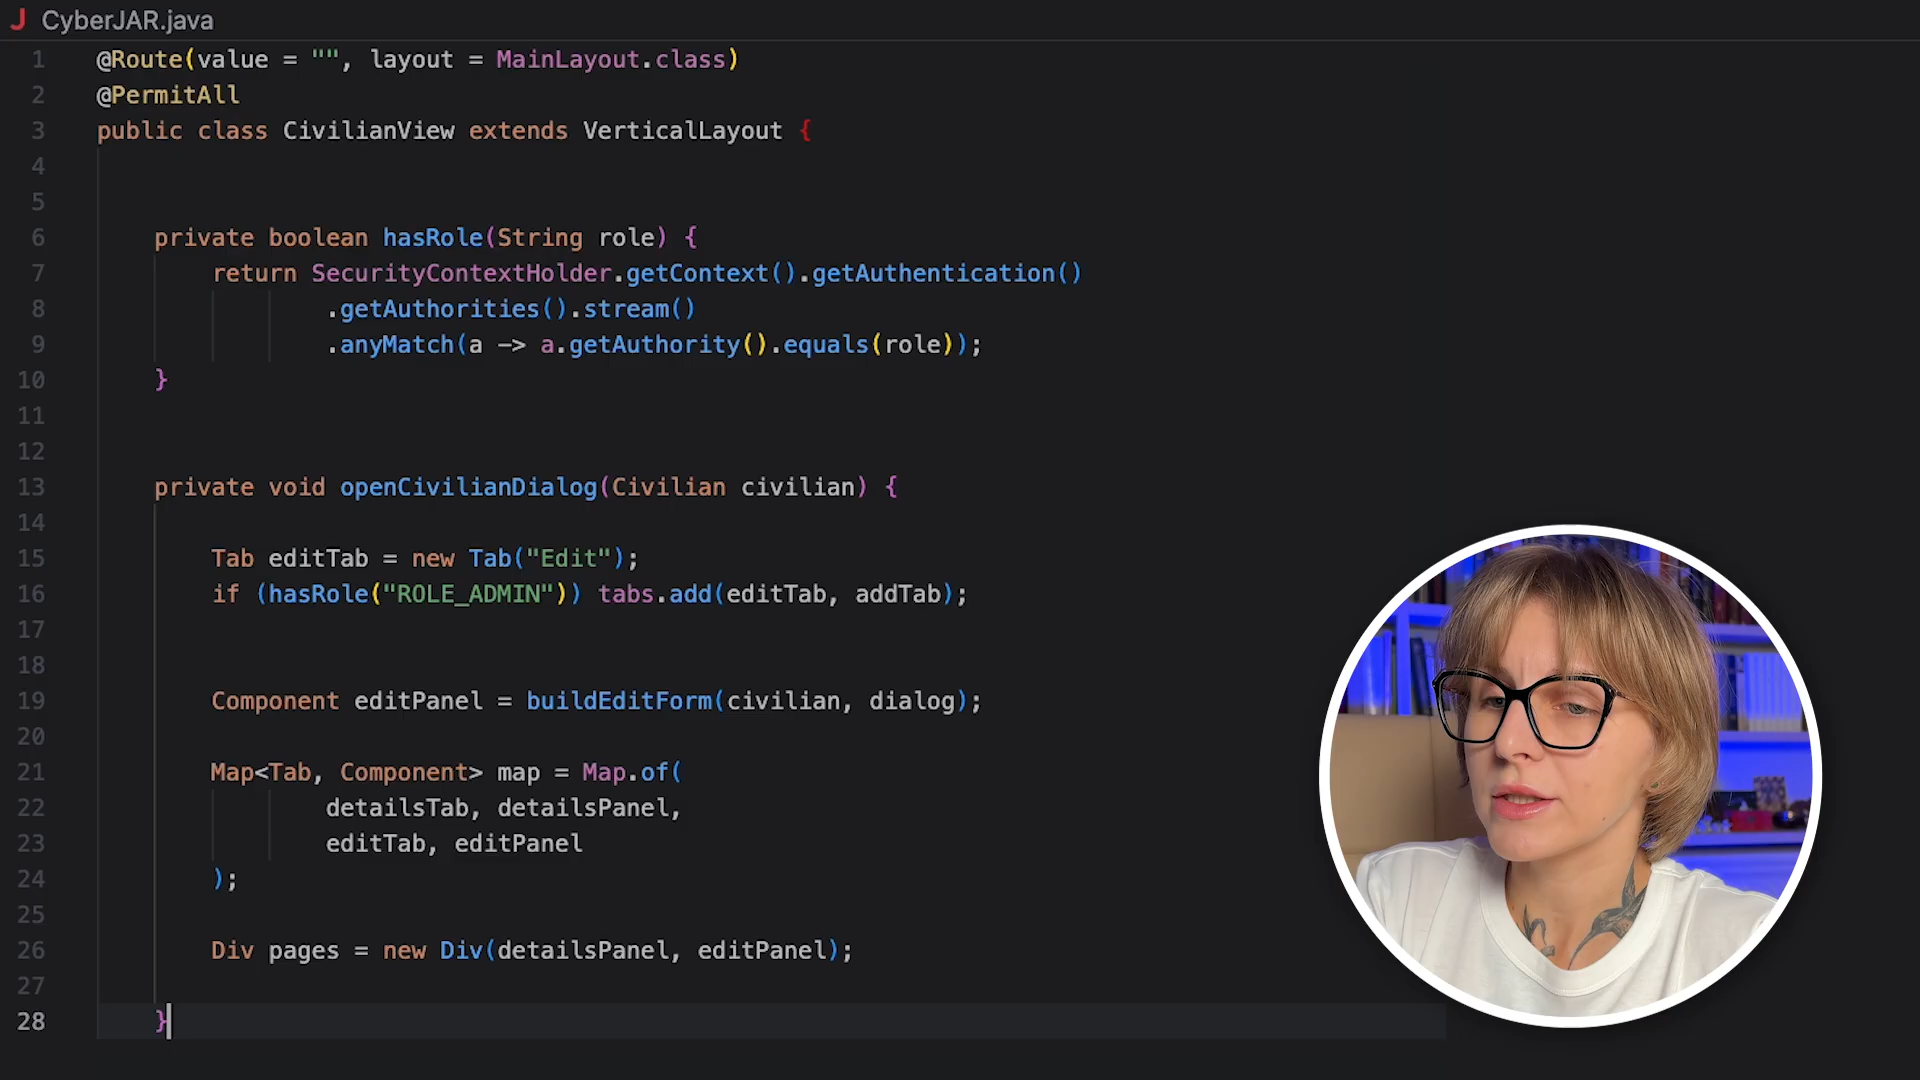 J CyberJAR.java
1 @Route(value = "", layout = MainLayout.class)
2 @PermitAll
3 public class CivilianView extends VerticalLayout {
4
5
6 private boolean hasRole(String role) {
7 return SecurityContextHolder.getContext().getAuthentication()
8 .getAuthorities().stream()
9 .anyMatch(a -> a.getAuthority().equals(role));
10 }
11
12
13 private void openCivilianDialog(Civilian civilian) {
14
15 Tab editTab = new Tab("Edit");
16 if (hasRole("ROLE_ADMIN")) tabs.add(editTab, addTab);
17
18
19 Component editPanel = buildEditForm(civilian, dialog);
20
21 Map<Tab, Component> map = Map.of(
22 detailsTab, detailsPanel,
23 editTab, editPanel
24 );
25
26 Div pages = new Div(detailsPanel, editPanel);
27
28 }